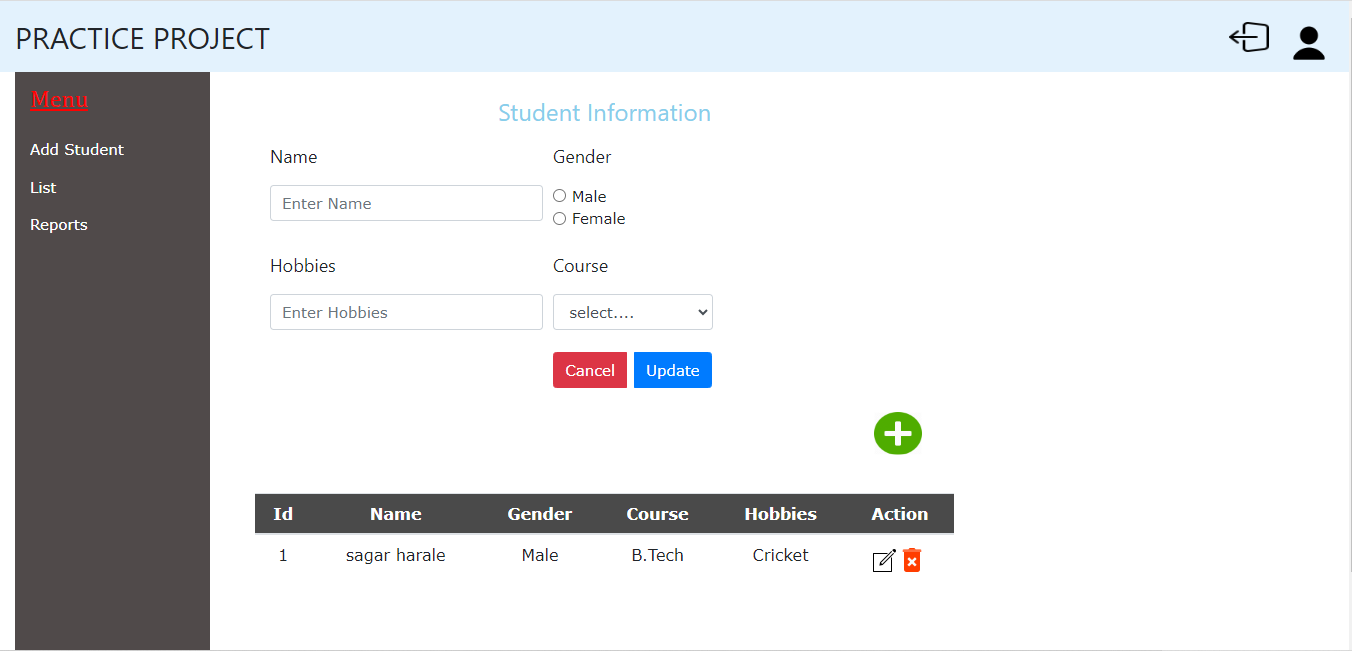 PRACTICE PROJECT
Menu
Add Student
List
Reports
Student Information
Name Gender
Enter Name
Male
Female
Hobbies Course
Enter Hobbies select....
Cancel Update
Id Name Gender Course Hobbies Action
1 sagar harale Male B.Tech Cricket